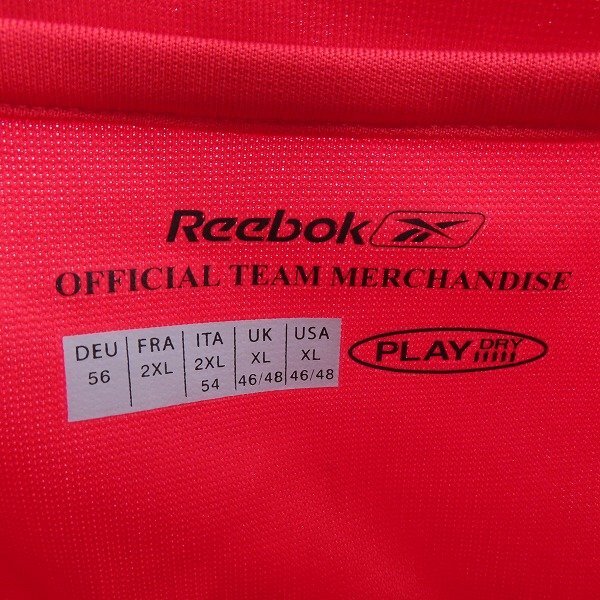 Reebok
OFFICIAL TEAM MERCHANDISE
DEU FRA ITA UK USA
56 2XL 2XL XL XL
54 46/48 46/48
PLAY DRY